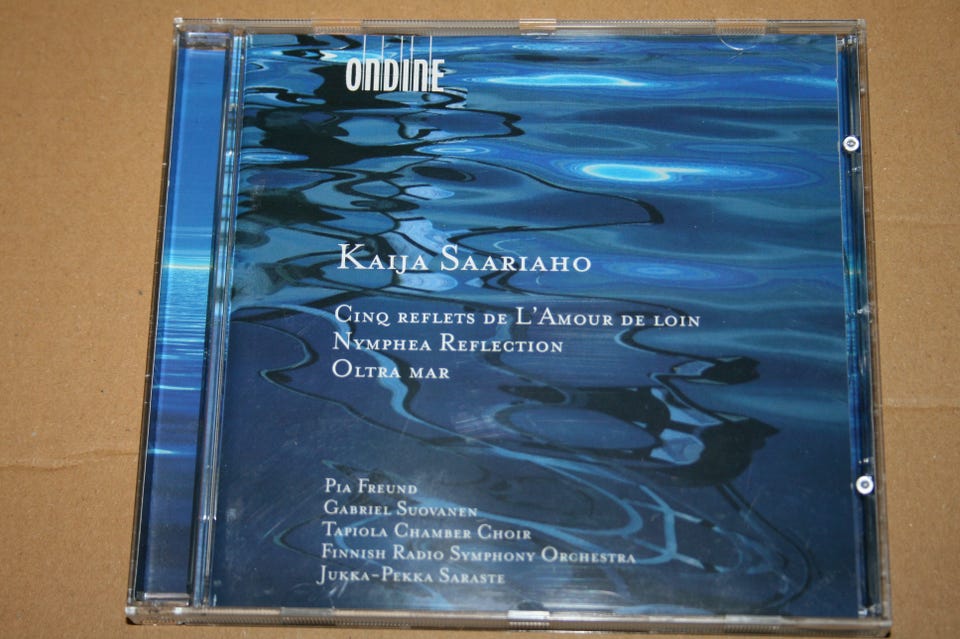 ONDINE
Kaija Saariaho
Cinq reflets de L'Amour de loin
Nymphea Reflection
Oltra mar
Pia Freund
Gabriel Suovanen
Tapiola Chamber Choir
Finnish Radio Symphony Orchestra
Jukka-Pekka Saraste